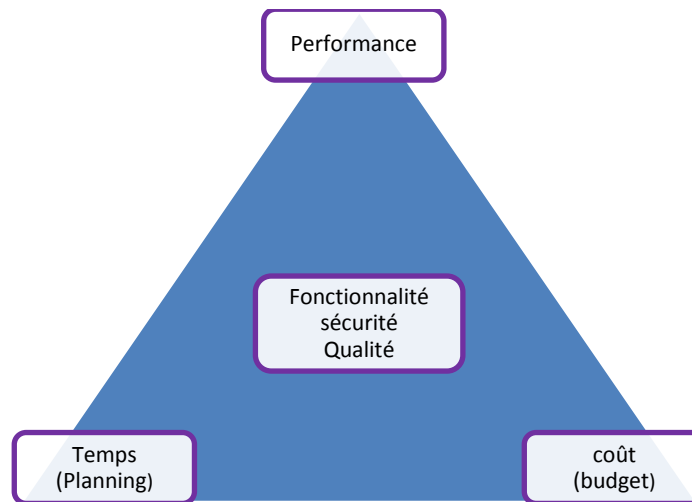 Performance
Fonctionnalité
sécurité
Qualité
Temps
(Planning)
coût
(budget)